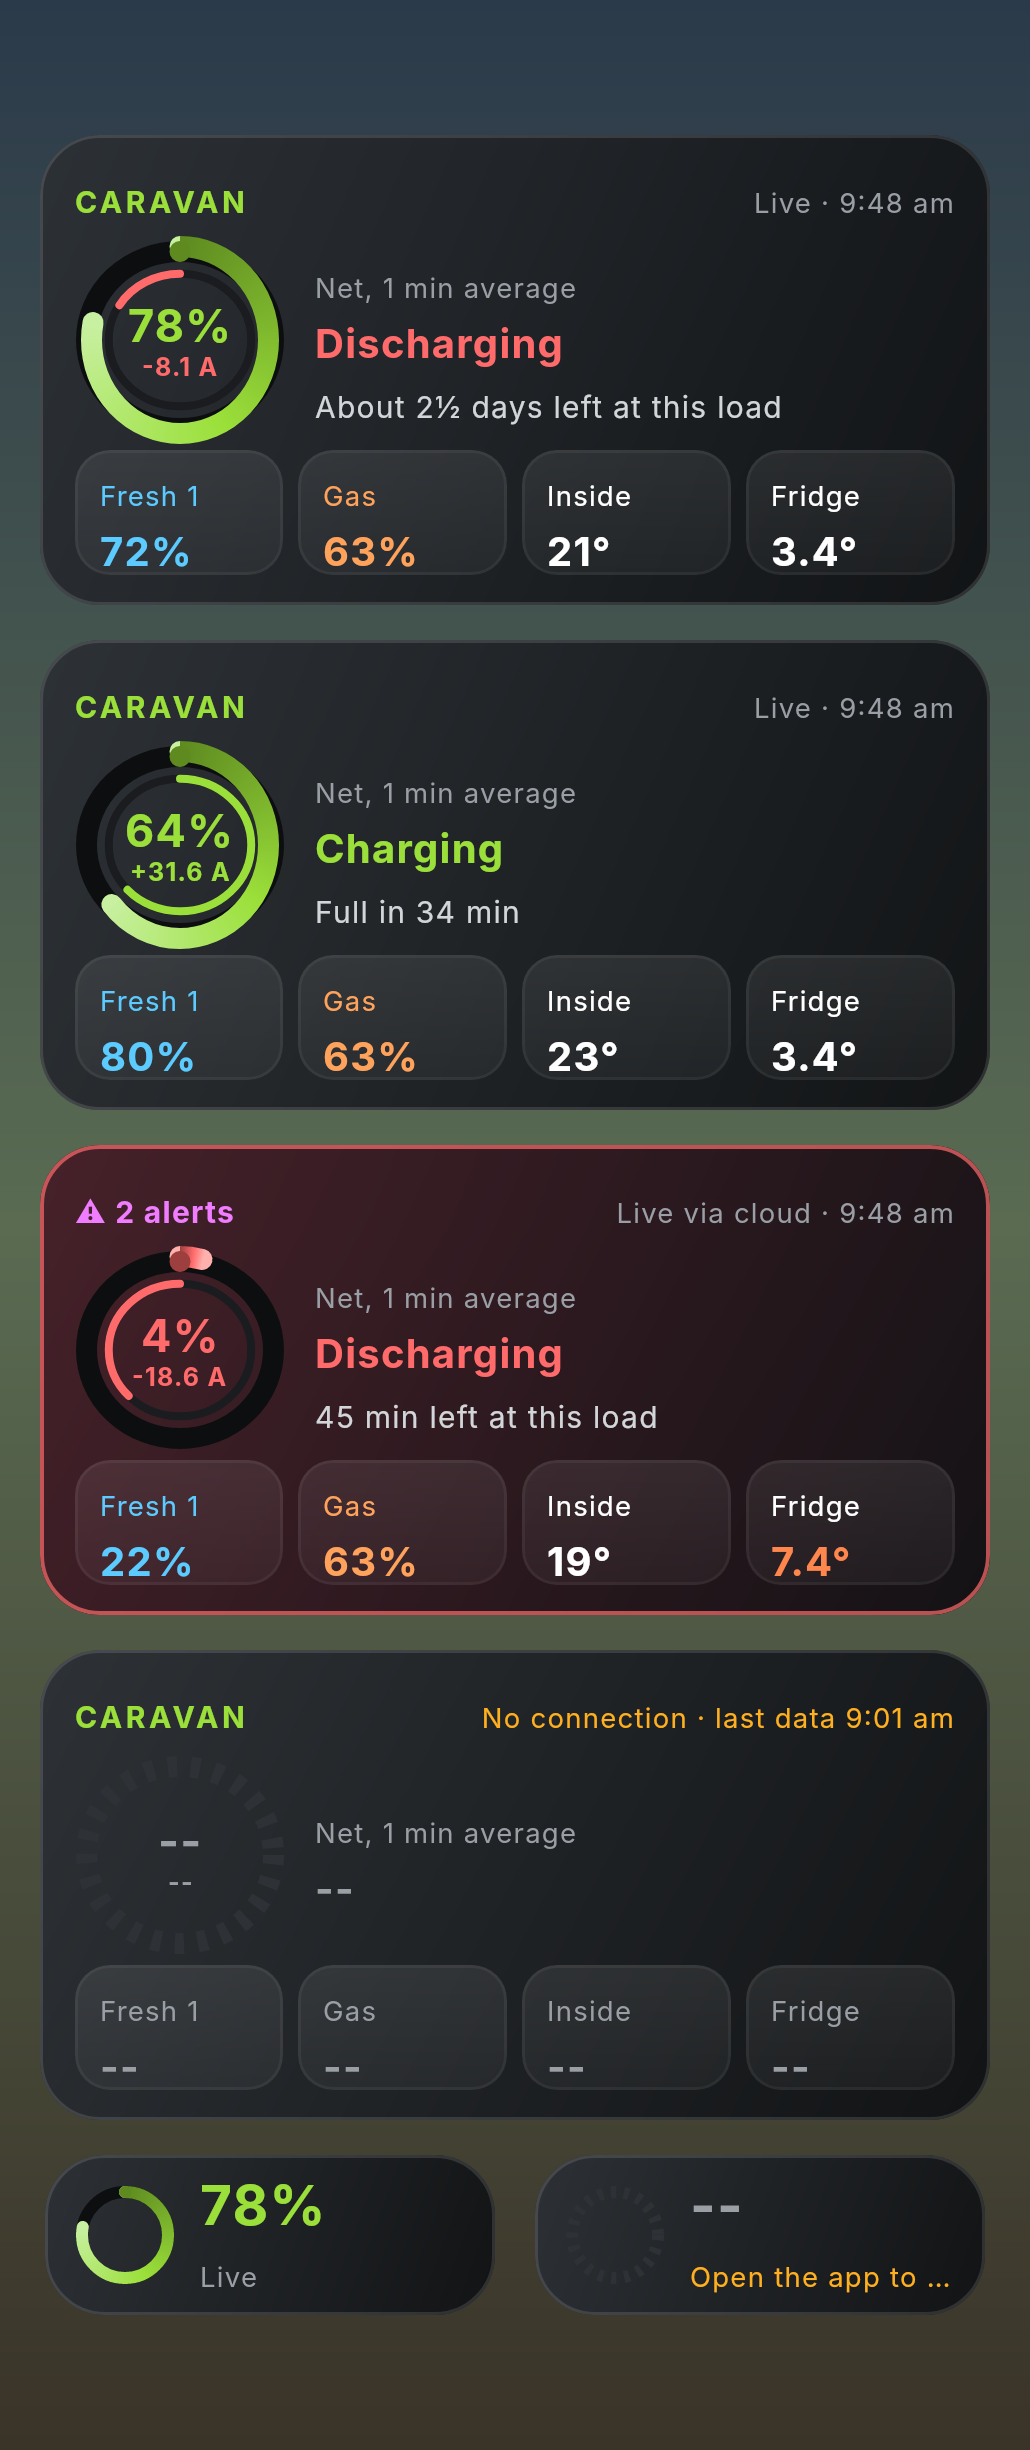 CARAVAN
Live · 9:48 am
78%
-8.1 A
Net, 1 min average
Discharging
About 2½ days left at this load
Fresh 1
72%
Gas
63%
Inside
21°
Fridge
3.4°
CARAVAN
Live · 9:48 am
64%
+31.6 A
Net, 1 min average
Charging
Full in 34 min
Fresh 1
80%
Gas
63%
Inside
23°
Fridge
3.4°
2 alerts
Live via cloud · 9:48 am
4%
-18.6 A
Net, 1 min average
Discharging
45 min left at this load
Fresh 1
22%
Gas
63%
Inside
19°
Fridge
7.4°
CARAVAN
No connection · last data 9:01 am
--
--
Net, 1 min average
--
Fresh 1
--
Gas
--
Inside
--
Fridge
--
78%
Live
--
Open the app to ...